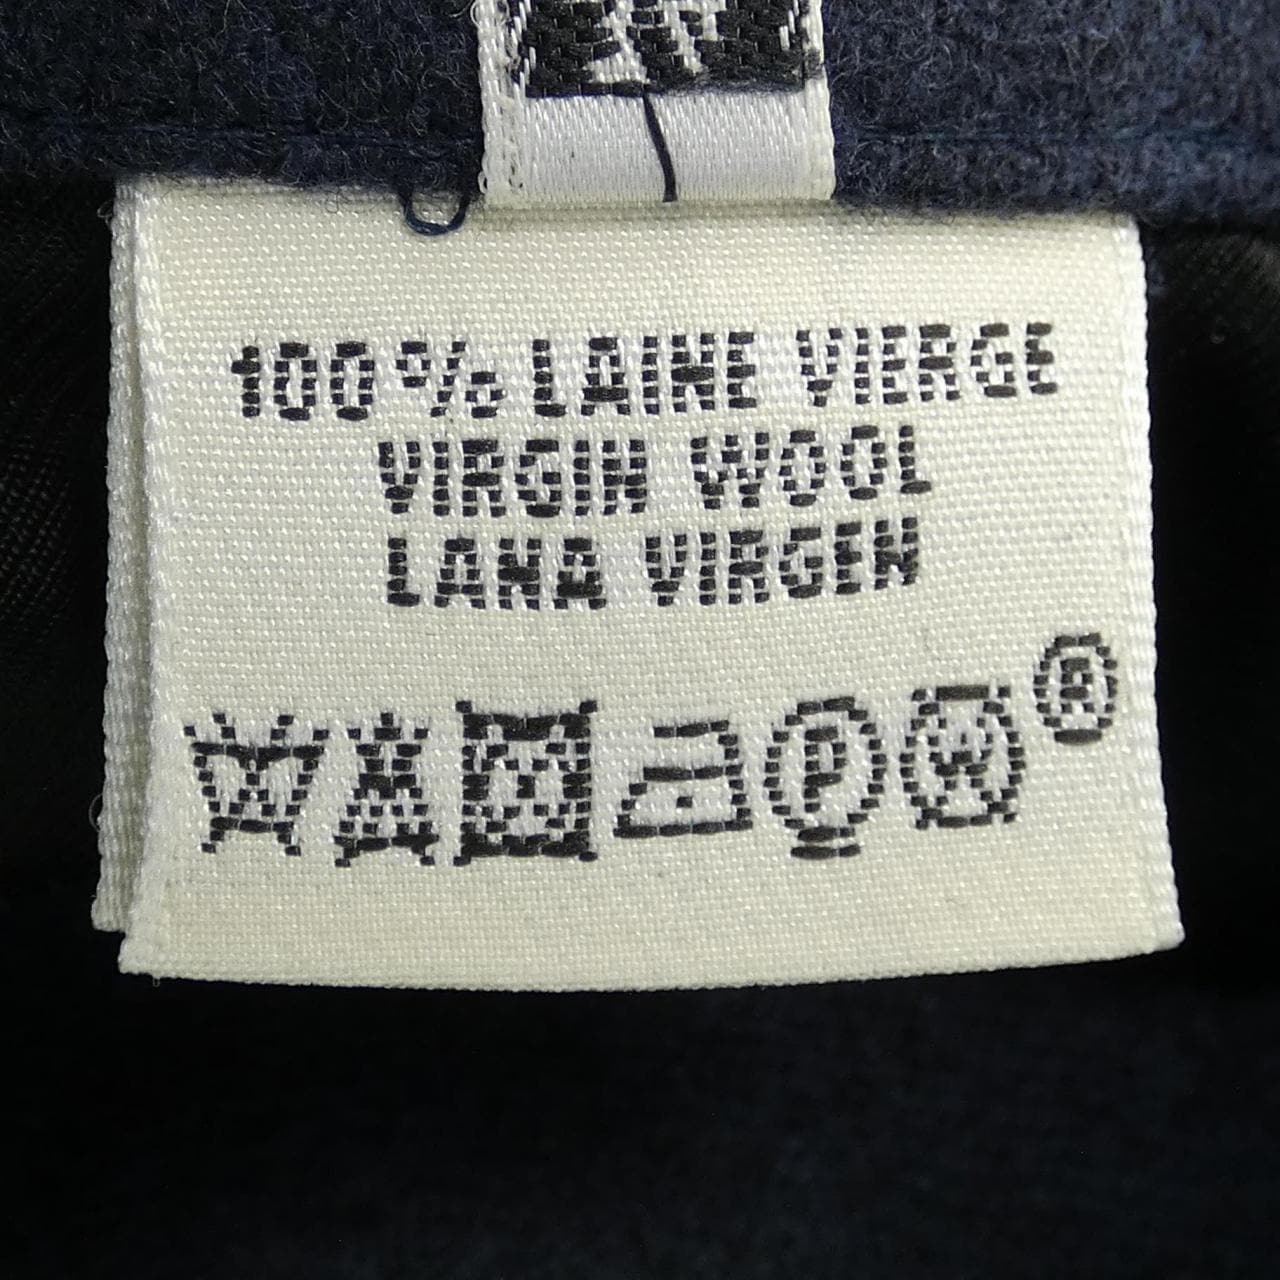 100% LAINE VIERGE
VIRGIN WOOL
LANA VIRGEN
P W ®